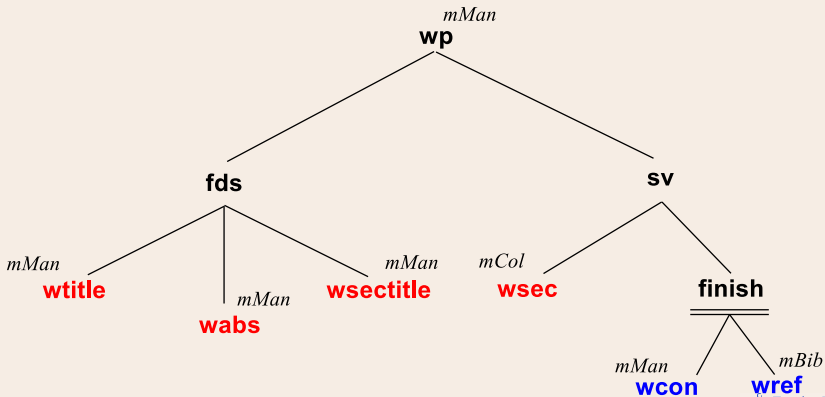 mMan
wp
fds
sv
mMan
wtitle
mMan
wabs
mMan
wsectitle
mCol
wsec
finish
mMan
wcon
mBib
wref